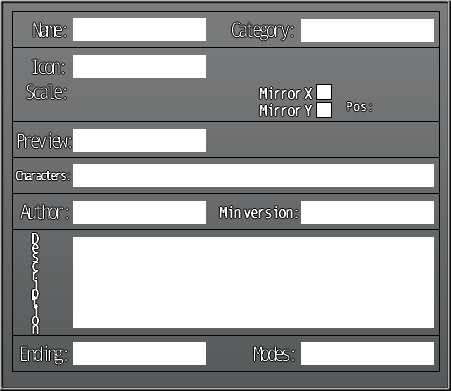 Name: Category:
Icon:
Scale:
Mirror X
Mirror Y Pos:
Preview:
Characters:
Author: Min version:
Description
Ending: Modes: